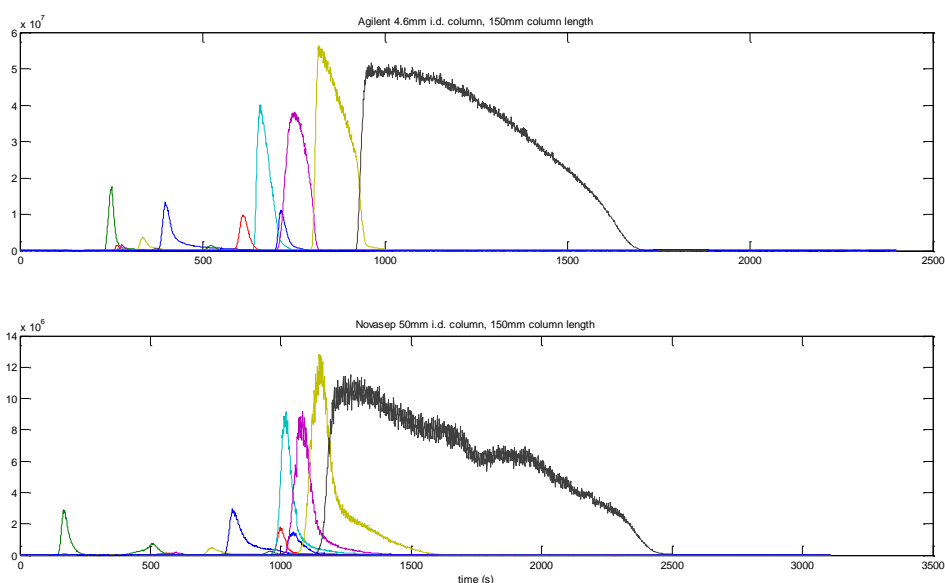 Agilent 4.6mm i.d. column, 150mm column length
x 10^7
6
5
4
3
2
1
0
0 500 1000 1500 2000 2500
Novasep 50mm i.d. column, 150mm column length
x 10^6
14
12
10
8
6
4
2
0
0 500 1000 1500 2000 2500 3000 3500
time (s)